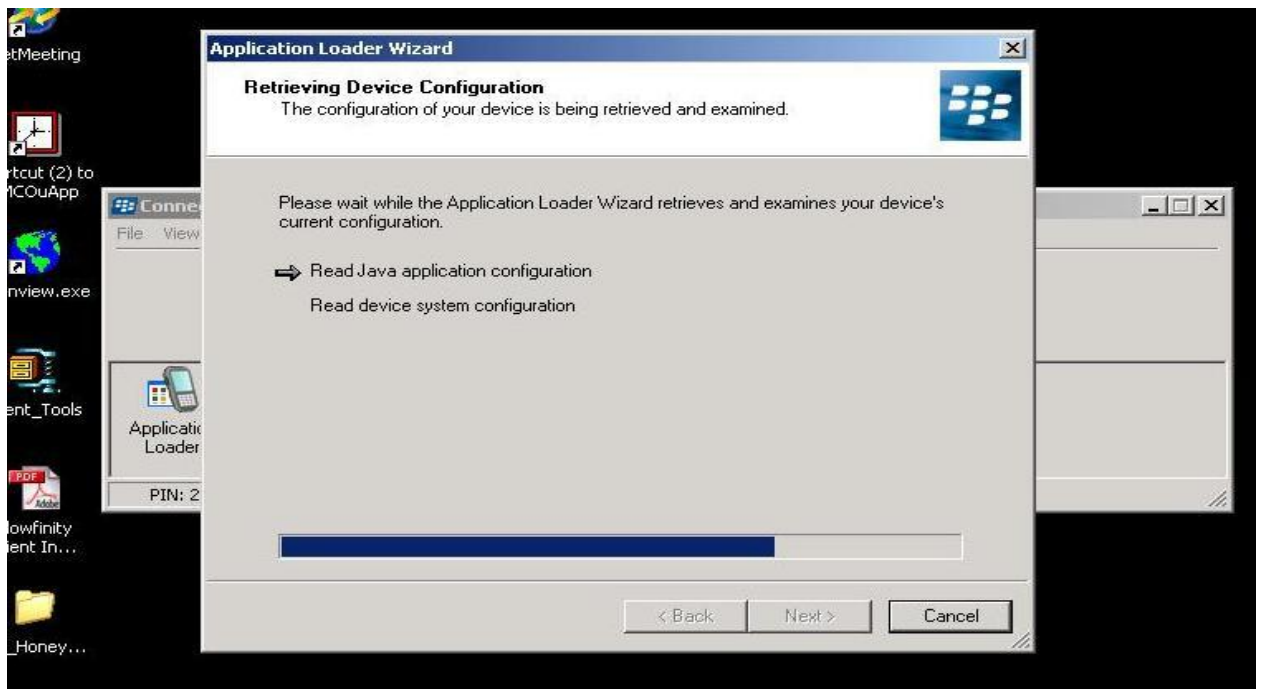 etMeeting
rtcut (2) to
MCOuApp
nview.exe
ent_Tools
PDF
Adobe
lowfinity
ient In...
_Honey...
Conne
File View
Applicatio
Loader
PIN: 2
Application Loader Wizard
Retrieving Device Configuration
The configuration of your device is being retrieved and examined.
Please wait while the Application Loader Wizard retrieves and examines your device's
current configuration.
Read Java application configuration
Read device system configuration
< Back
Next >
Cancel